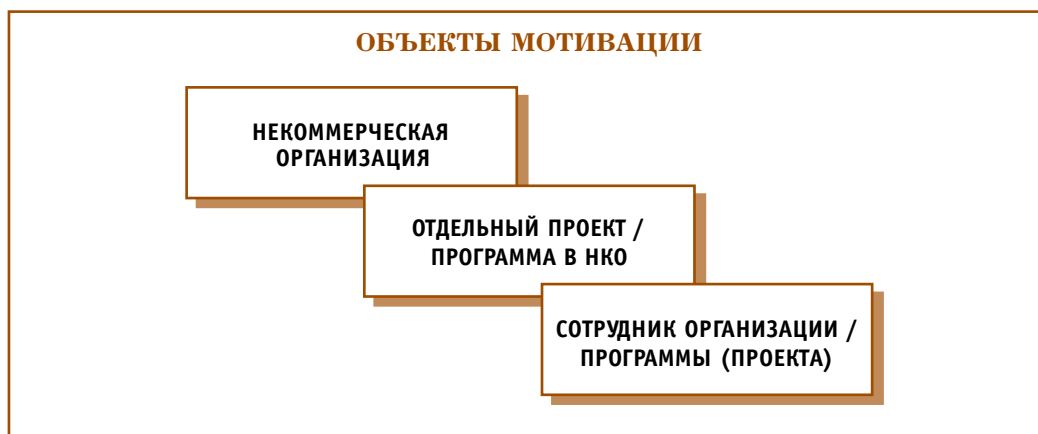 ОБЪЕКТЫ МОТИВАЦИИ
НЕКОММЕРЧЕСКАЯ
ОРГАНИЗАЦИЯ
ОТДЕЛЬНЫЙ ПРОЕКТ /
ПРОГРАММА В НКО
СОТРУДНИК ОРГАНИЗАЦИИ /
ПРОГРАММЫ (ПРОЕКТА)